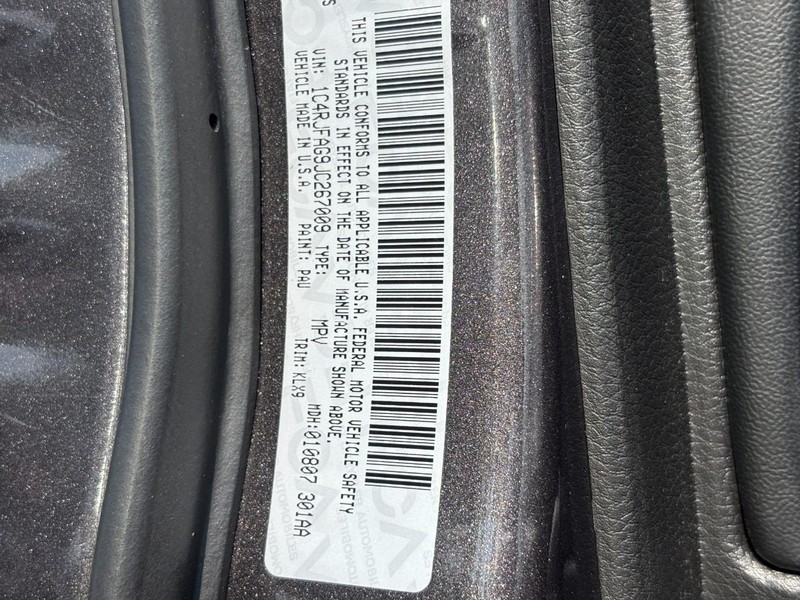 THIS VEHICLE CONFORMS TO ALL APPLICABLE U.S.A. FEDERAL MOTOR VEHICLE SAFETY
STANDARDS IN EFFECT ON THE DATE OF MANUFACTURE SHOWN ABOVE.
VIN: 1C4RJFAG9JC267009 TYPE: MPV MDH:010807 301AA
VEHICLE MADE IN U.S.A. PAINT: PAU TRIM: KLX9